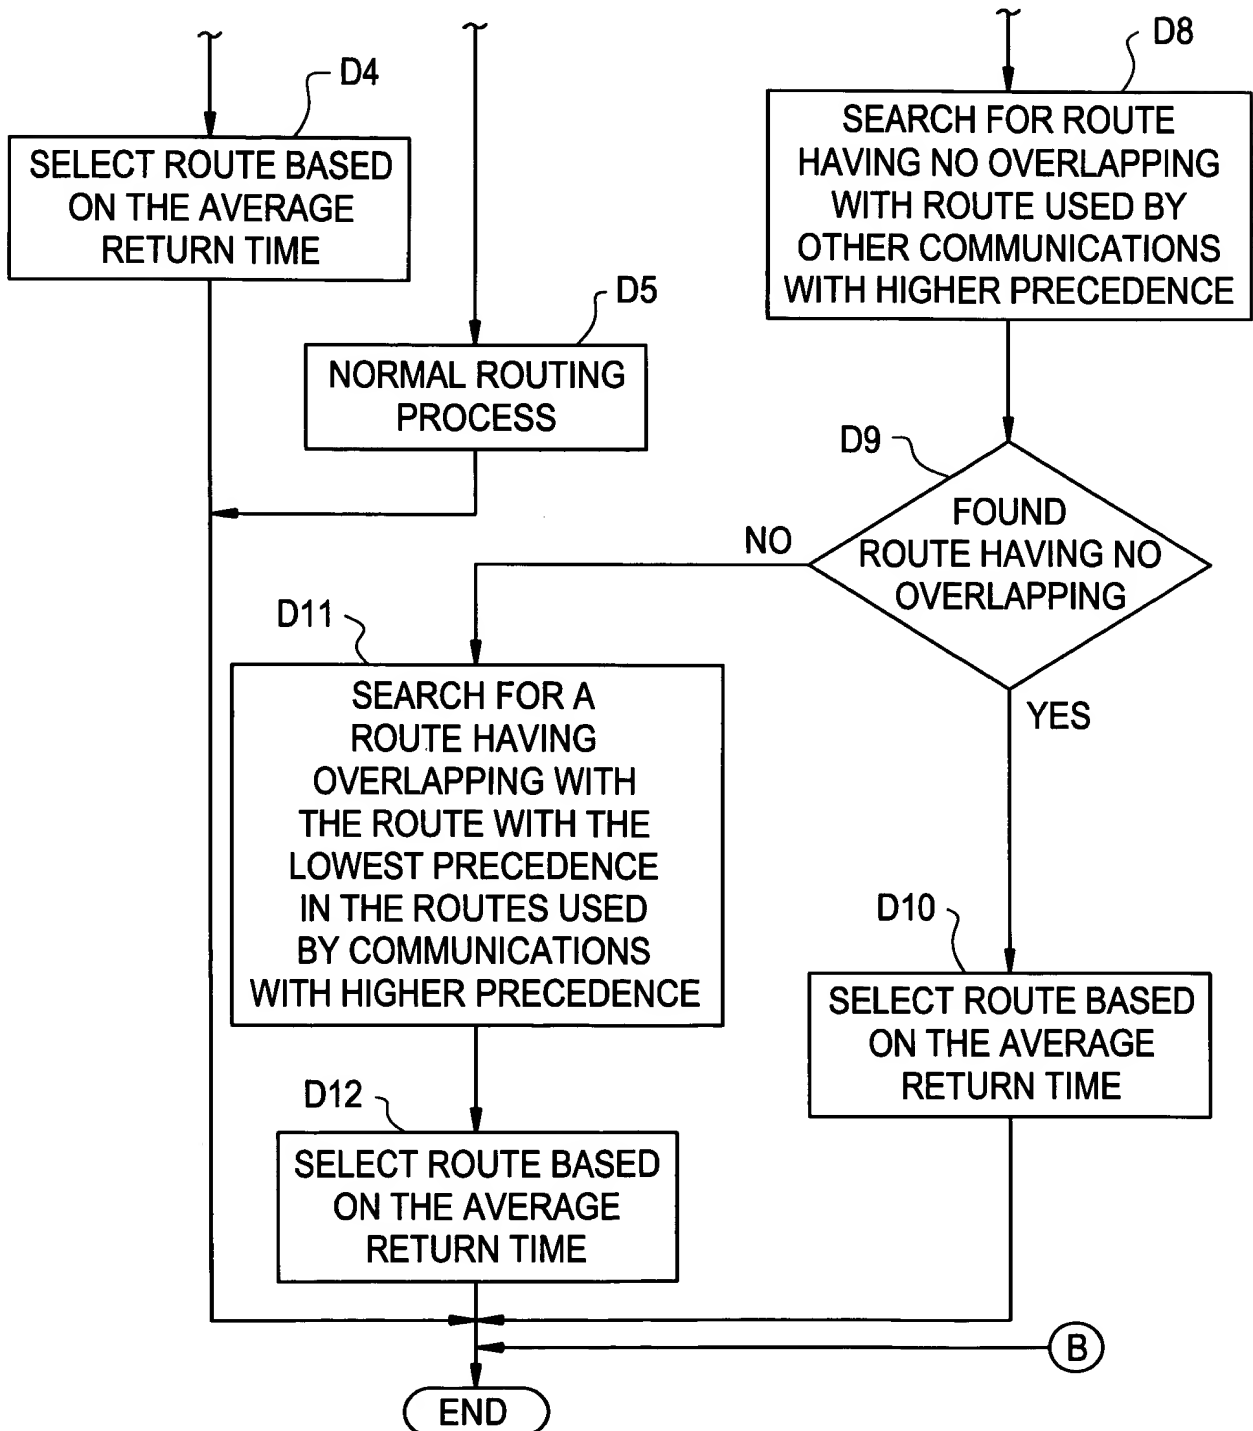 D4
SELECT ROUTE BASED
ON THE AVERAGE
RETURN TIME
D5
NORMAL ROUTING
PROCESS
D8
SEARCH FOR ROUTE
HAVING NO OVERLAPPING
WITH ROUTE USED BY
OTHER COMMUNICATIONS
WITH HIGHER PRECEDENCE
D9
FOUND
ROUTE HAVING NO
OVERLAPPING
NO
YES
D11
SEARCH FOR A
ROUTE HAVING
OVERLAPPING WITH
THE ROUTE WITH THE
LOWEST PRECEDENCE
IN THE ROUTES USED
BY COMMUNICATIONS
WITH HIGHER PRECEDENCE
D10
SELECT ROUTE BASED
ON THE AVERAGE
RETURN TIME
D12
SELECT ROUTE BASED
ON THE AVERAGE
RETURN TIME
B
END